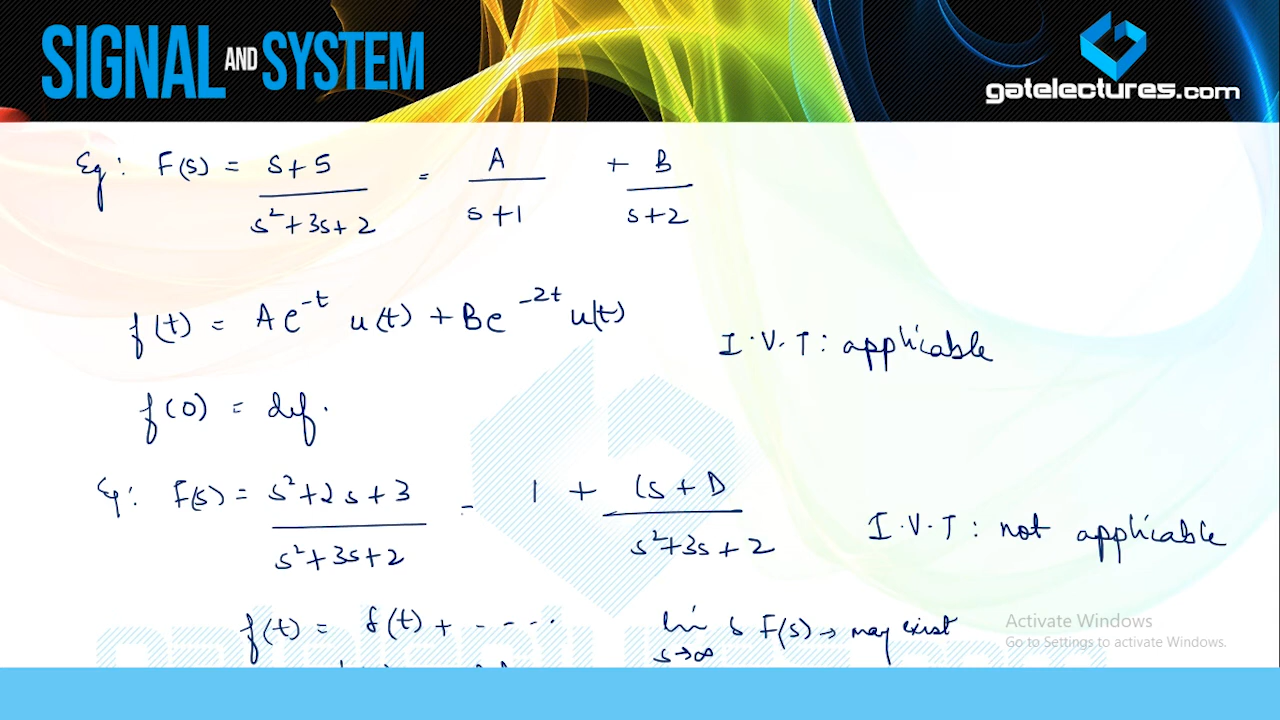 SIGNAL AND SYSTEM
gatelectures.com
Eg: F(s) = s+5 / s²+3s+2 = A / s+1 + B / s+2
f(t) = Ae^-t u(t) + Be^-2t u(t)
I.V.T: applicable
f(0) = def.
Eg: F(s) = s²+2s+3 / s²+3s+2 = 1 + Cs+D / s²+3s+2
I.V.T: not applicable
f(t) = δ(t) + ----
lim s→∞ s F(s) → may exist
Activate Windows
Go to Settings to activate Windows.